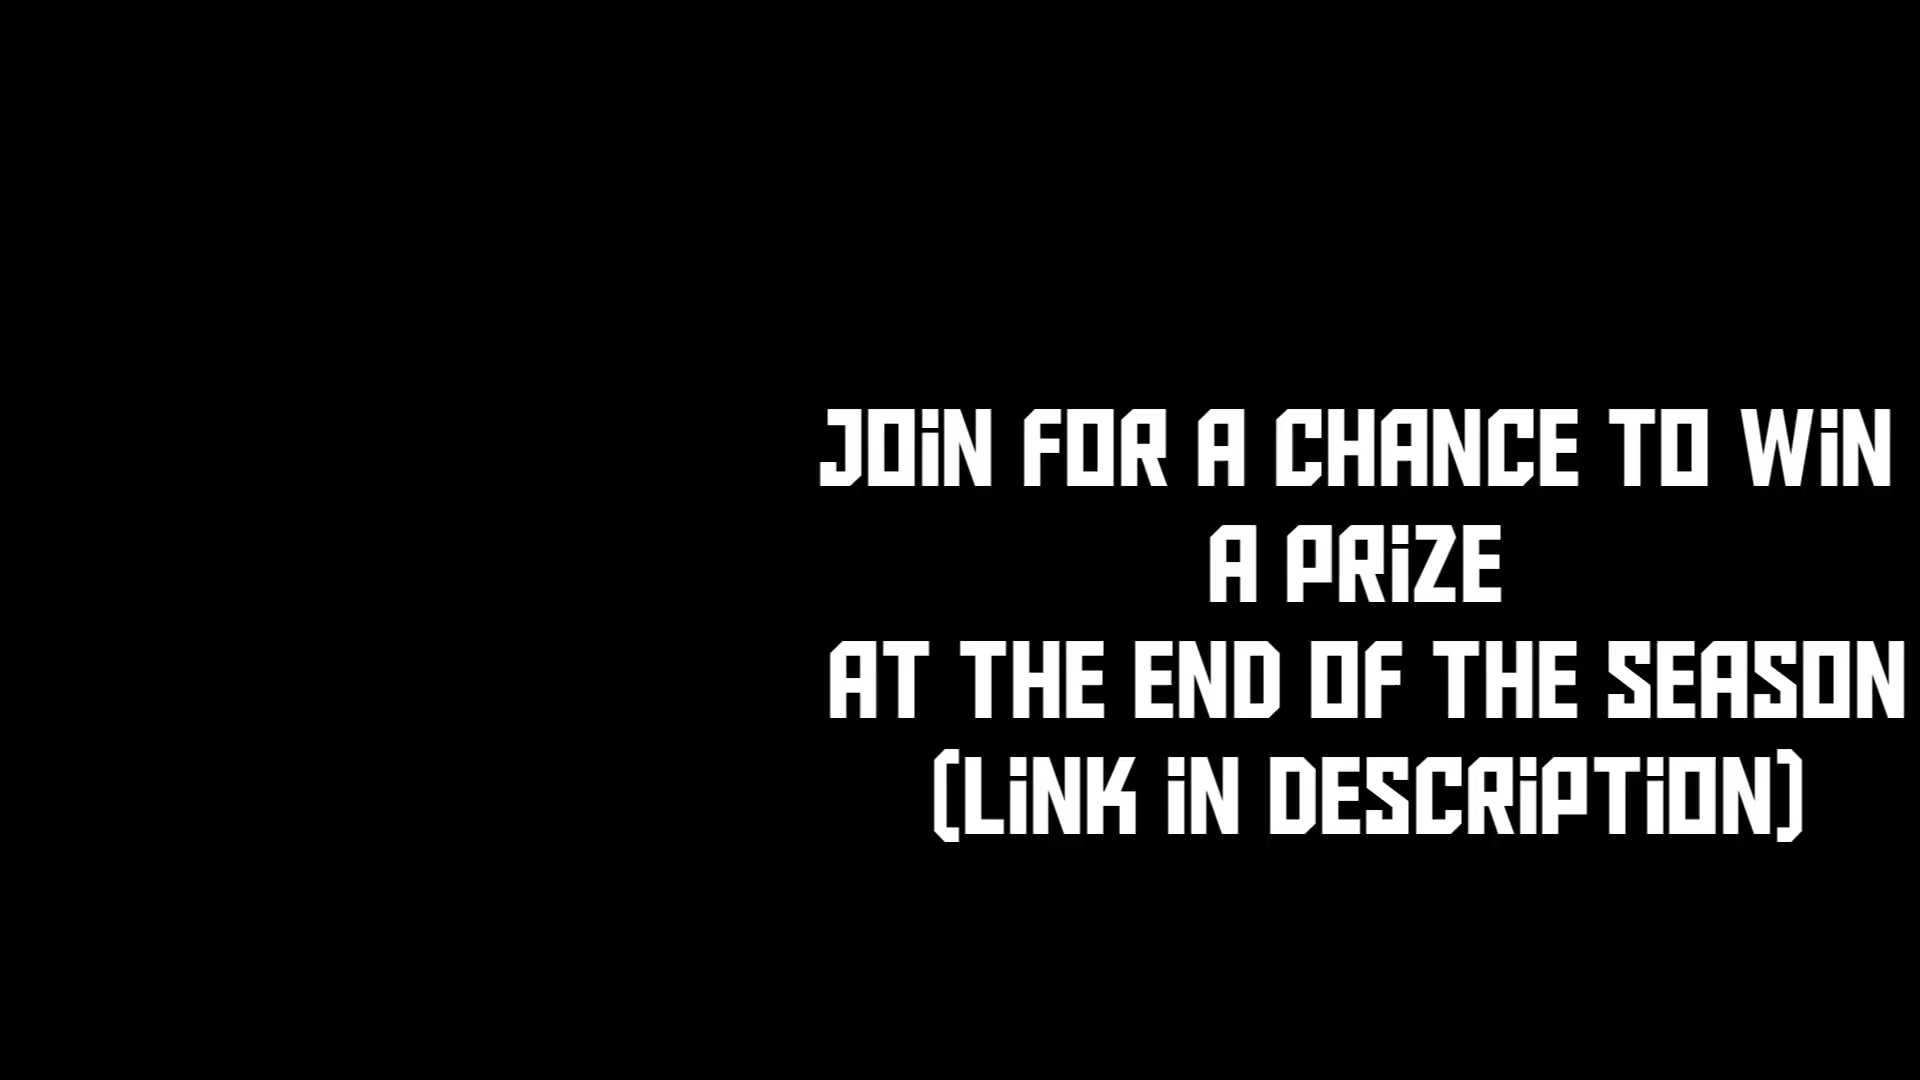 JOiN FOR A CHANCE TO WiN
A PRiZE
AT THE END OF THE SEASON
(LiNK iN DESCRiPTiON)